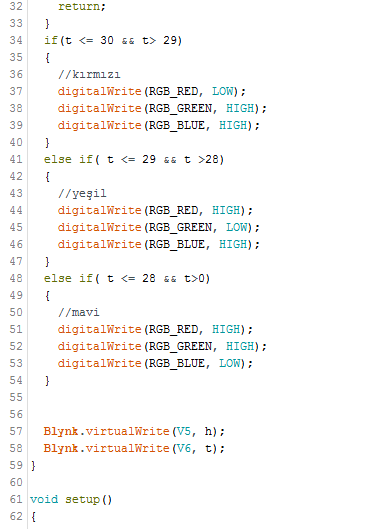 32 return;
33 }
34 if(t <= 30 && t> 29)
35 {
36 //kırmızı
37 digitalWrite(RGB_RED, LOW);
38 digitalWrite(RGB_GREEN, HIGH);
39 digitalWrite(RGB_BLUE, HIGH);
40 }
41 else if( t <= 29 && t >28)
42 {
43 //yeşil
44 digitalWrite(RGB_RED, HIGH);
45 digitalWrite(RGB_GREEN, LOW);
46 digitalWrite(RGB_BLUE, HIGH);
47 }
48 else if( t <= 28 && t>0)
49 {
50 //mavi
51 digitalWrite(RGB_RED, HIGH);
52 digitalWrite(RGB_GREEN, HIGH);
53 digitalWrite(RGB_BLUE, LOW);
54 }
55
56
57 Blynk.virtualWrite(V5, h);
58 Blynk.virtualWrite(V6, t);
59 }
60
61 void setup()
62 {